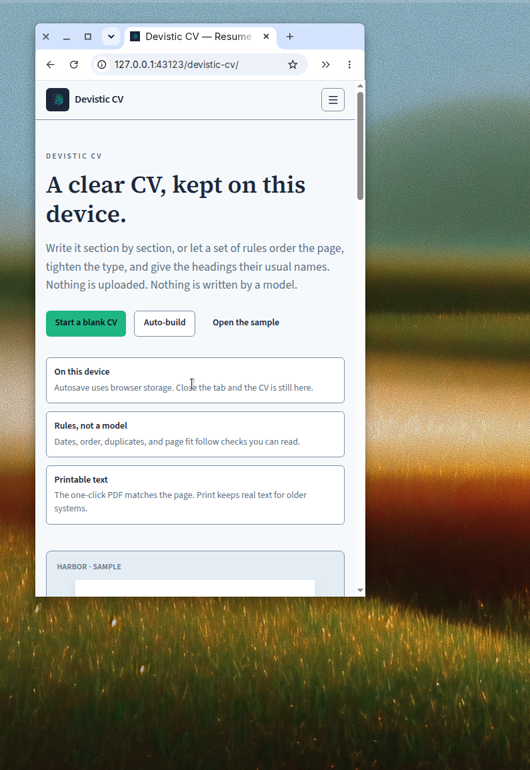 Devistic CV — Resume
127.0.0.1:43123/devistic-cv/
Devistic CV
DEVISTIC CV
A clear CV, kept on this
device.
Write it section by section, or let a set of rules order the page,
tighten the type, and give the headings their usual names.
Nothing is uploaded. Nothing is written by a model.
Start a blank CV
Auto-build
Open the sample
On this device
Autosave uses browser storage. Close the tab and the CV is still here.
Rules, not a model
Dates, order, duplicates, and page fit follow checks you can read.
Printable text
The one-click PDF matches the page. Print keeps real text for older
systems.
HARBOR · SAMPLE